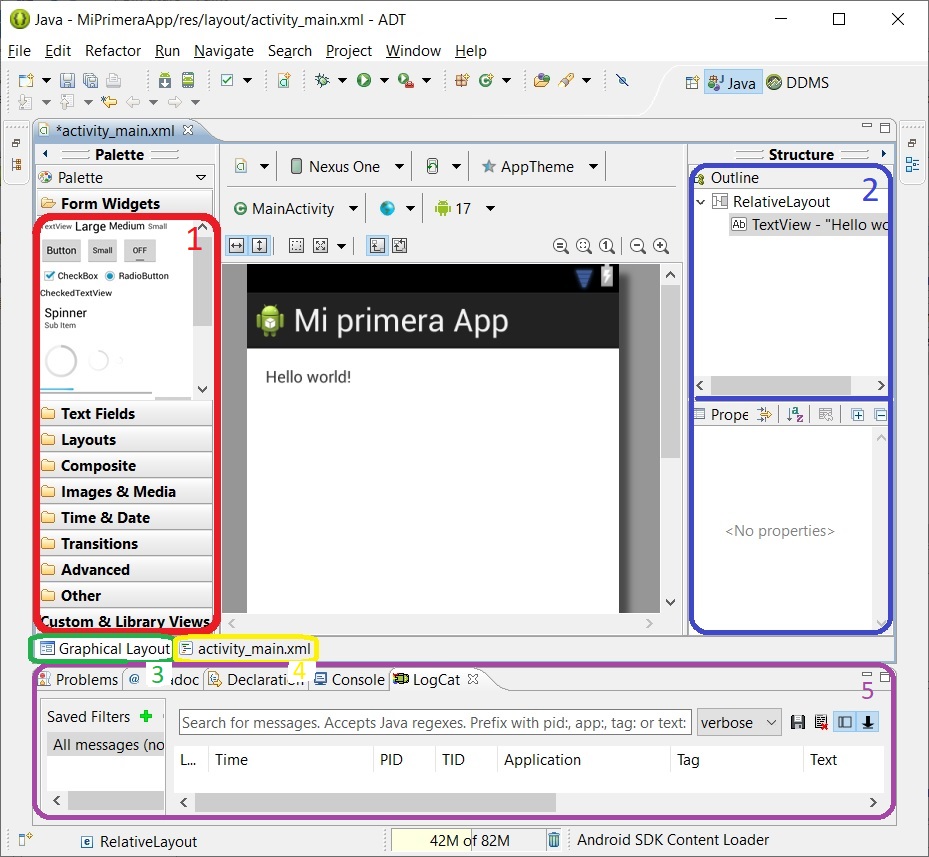 Java - MiPrimeraApp/res/layout/activity_main.xml - ADT
File Edit Refactor Run Navigate Search Project Window Help
Java DDMS
*activity_main.xml
Palette
Palette
Form Widgets
1
TextView Large Medium Small
Button Small OFF
CheckBox RadioButton
CheckedTextView
Spinner
Sub Item
Text Fields
Layouts
Composite
Images & Media
Time & Date
Transitions
Advanced
Other
Custom & Library Views
Nexus One AppTheme
MainActivity 17
Mi primera App
Hello world!
Structure
Outline
2
RelativeLayout
Ab TextView - "Hello wo
Prope
<No properties>
Graphical Layout activity_main.xml
3 4
Problems @ doc Declaration Console LogCat
5
Saved Filters
All messages (no
Search for messages. Accepts Java regexes. Prefix with pid:, app:, tag: or text: verbose
L... Time PID TID Application Tag Text
RelativeLayout 42M of 82M Android SDK Content Loader